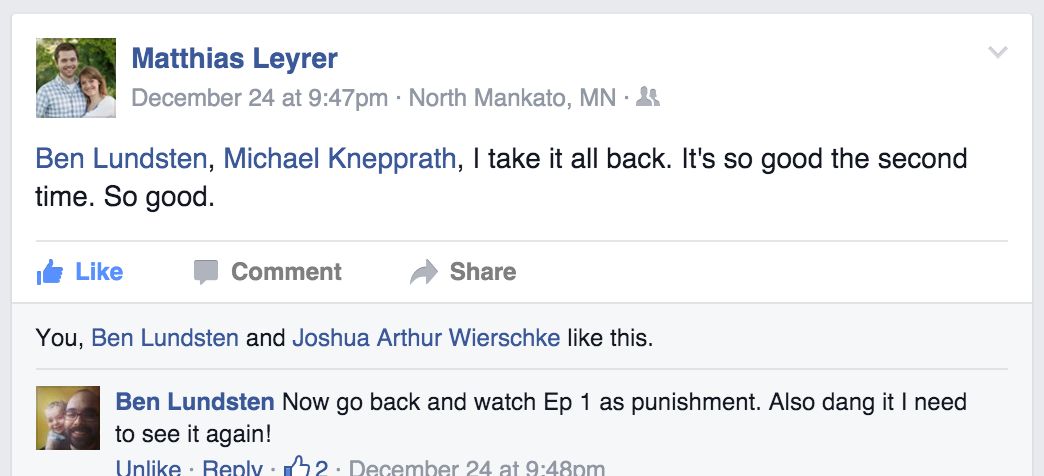 Matthias Leyrer
December 24 at 9:47pm · North Mankato, MN ·
Ben Lundsten, Michael Knepprath, I take it all back. It's so good the second
time. So good.
Like Comment Share
You, Ben Lundsten and Joshua Arthur Wierschke like this.
Ben Lundsten Now go back and watch Ep 1 as punishment. Also dang it I need
to see it again!
Unlike · Reply · 2 · December 24 at 9:48pm